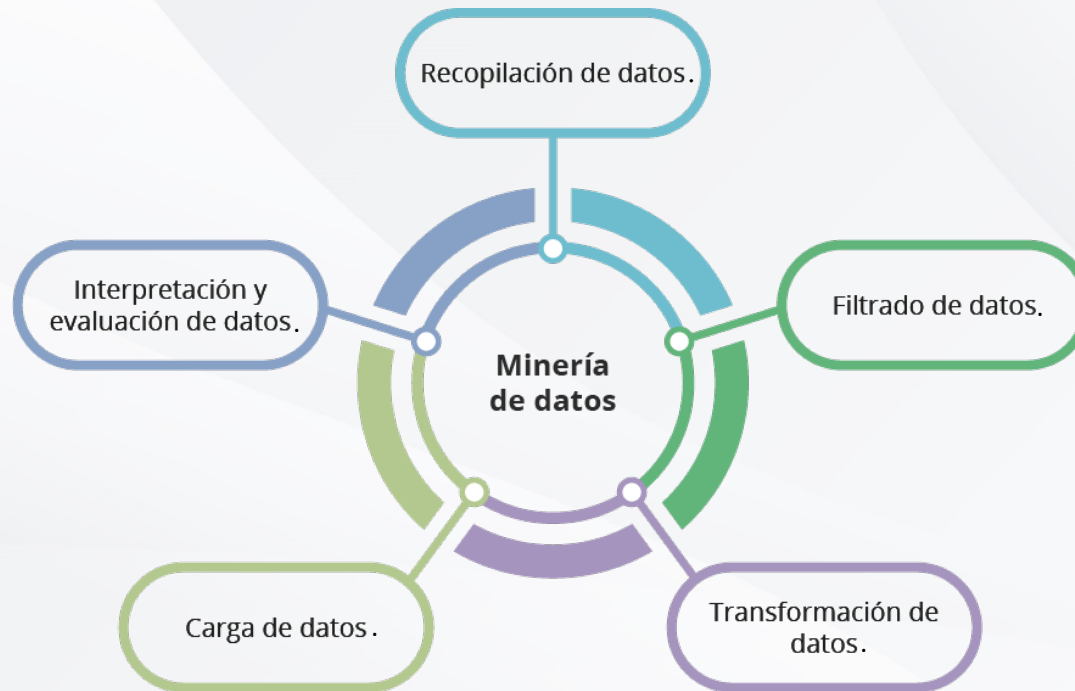 Recopilación de datos.
Filtrado de datos.
Transformación de
datos.
Carga de datos.
Interpretación y
evaluación de datos.
Minería
de datos